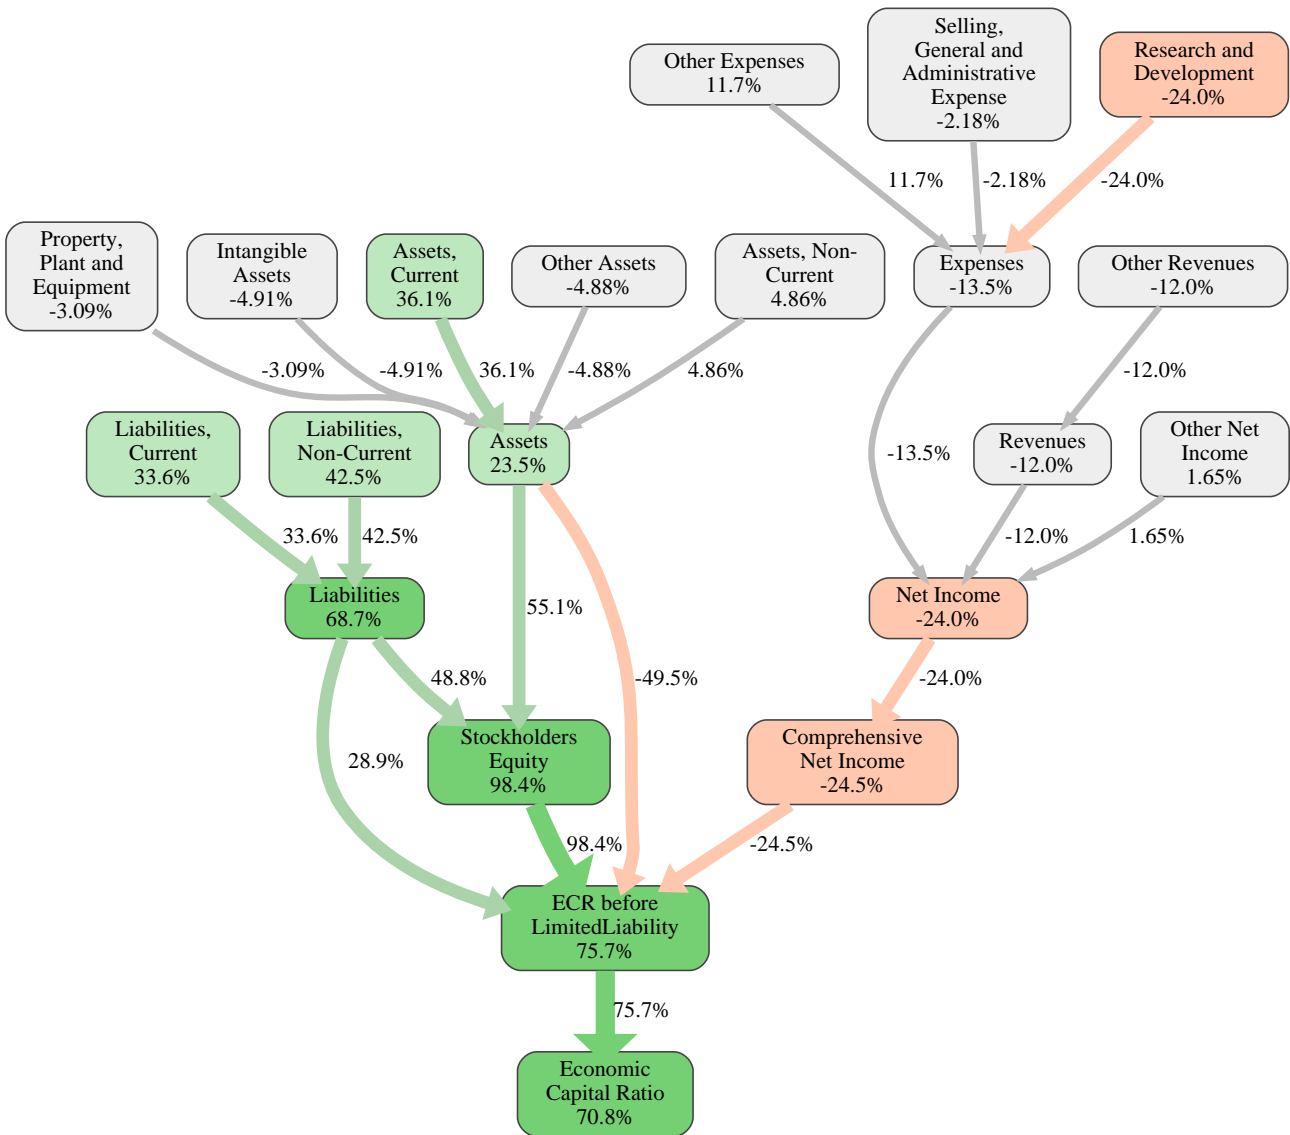 Other Expenses
11.7%
Selling,
General and
Administrative
Expense
-2.18%
Research and
Development
-24.0%
11.7%
-2.18%
-24.0%
Property,
Plant and
Equipment
-3.09%
Intangible
Assets
-4.91%
Assets,
Current
36.1%
Other Assets
-4.88%
Assets, Non-
Current
4.86%
Expenses
-13.5%
Other Revenues
-12.0%
-3.09%
-4.91%
36.1%
-4.88%
4.86%
-12.0%
Liabilities,
Current
33.6%
Liabilities,
Non-Current
42.5%
Assets
23.5%
-13.5%
Revenues
-12.0%
Other Net
Income
1.65%
33.6%
42.5%
-12.0%
1.65%
Liabilities
68.7%
55.1%
Net Income
-24.0%
48.8%
-49.5%
-24.0%
Stockholders
Equity
98.4%
Comprehensive
Net Income
-24.5%
28.9%
98.4%
-24.5%
ECR before
LimitedLiability
75.7%
75.7%
Economic
Capital Ratio
70.8%